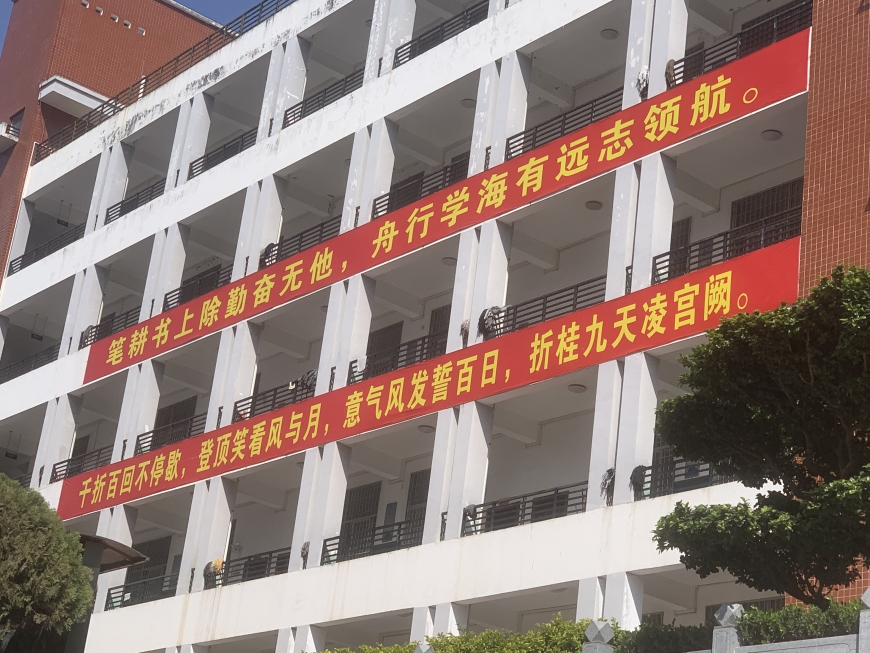 笔耕书上除勤奋无他，舟行学海有远志领航。
千折百回不停歇，登顶笑看风与月，意气风发誓百日，折桂九天凌宫阙。